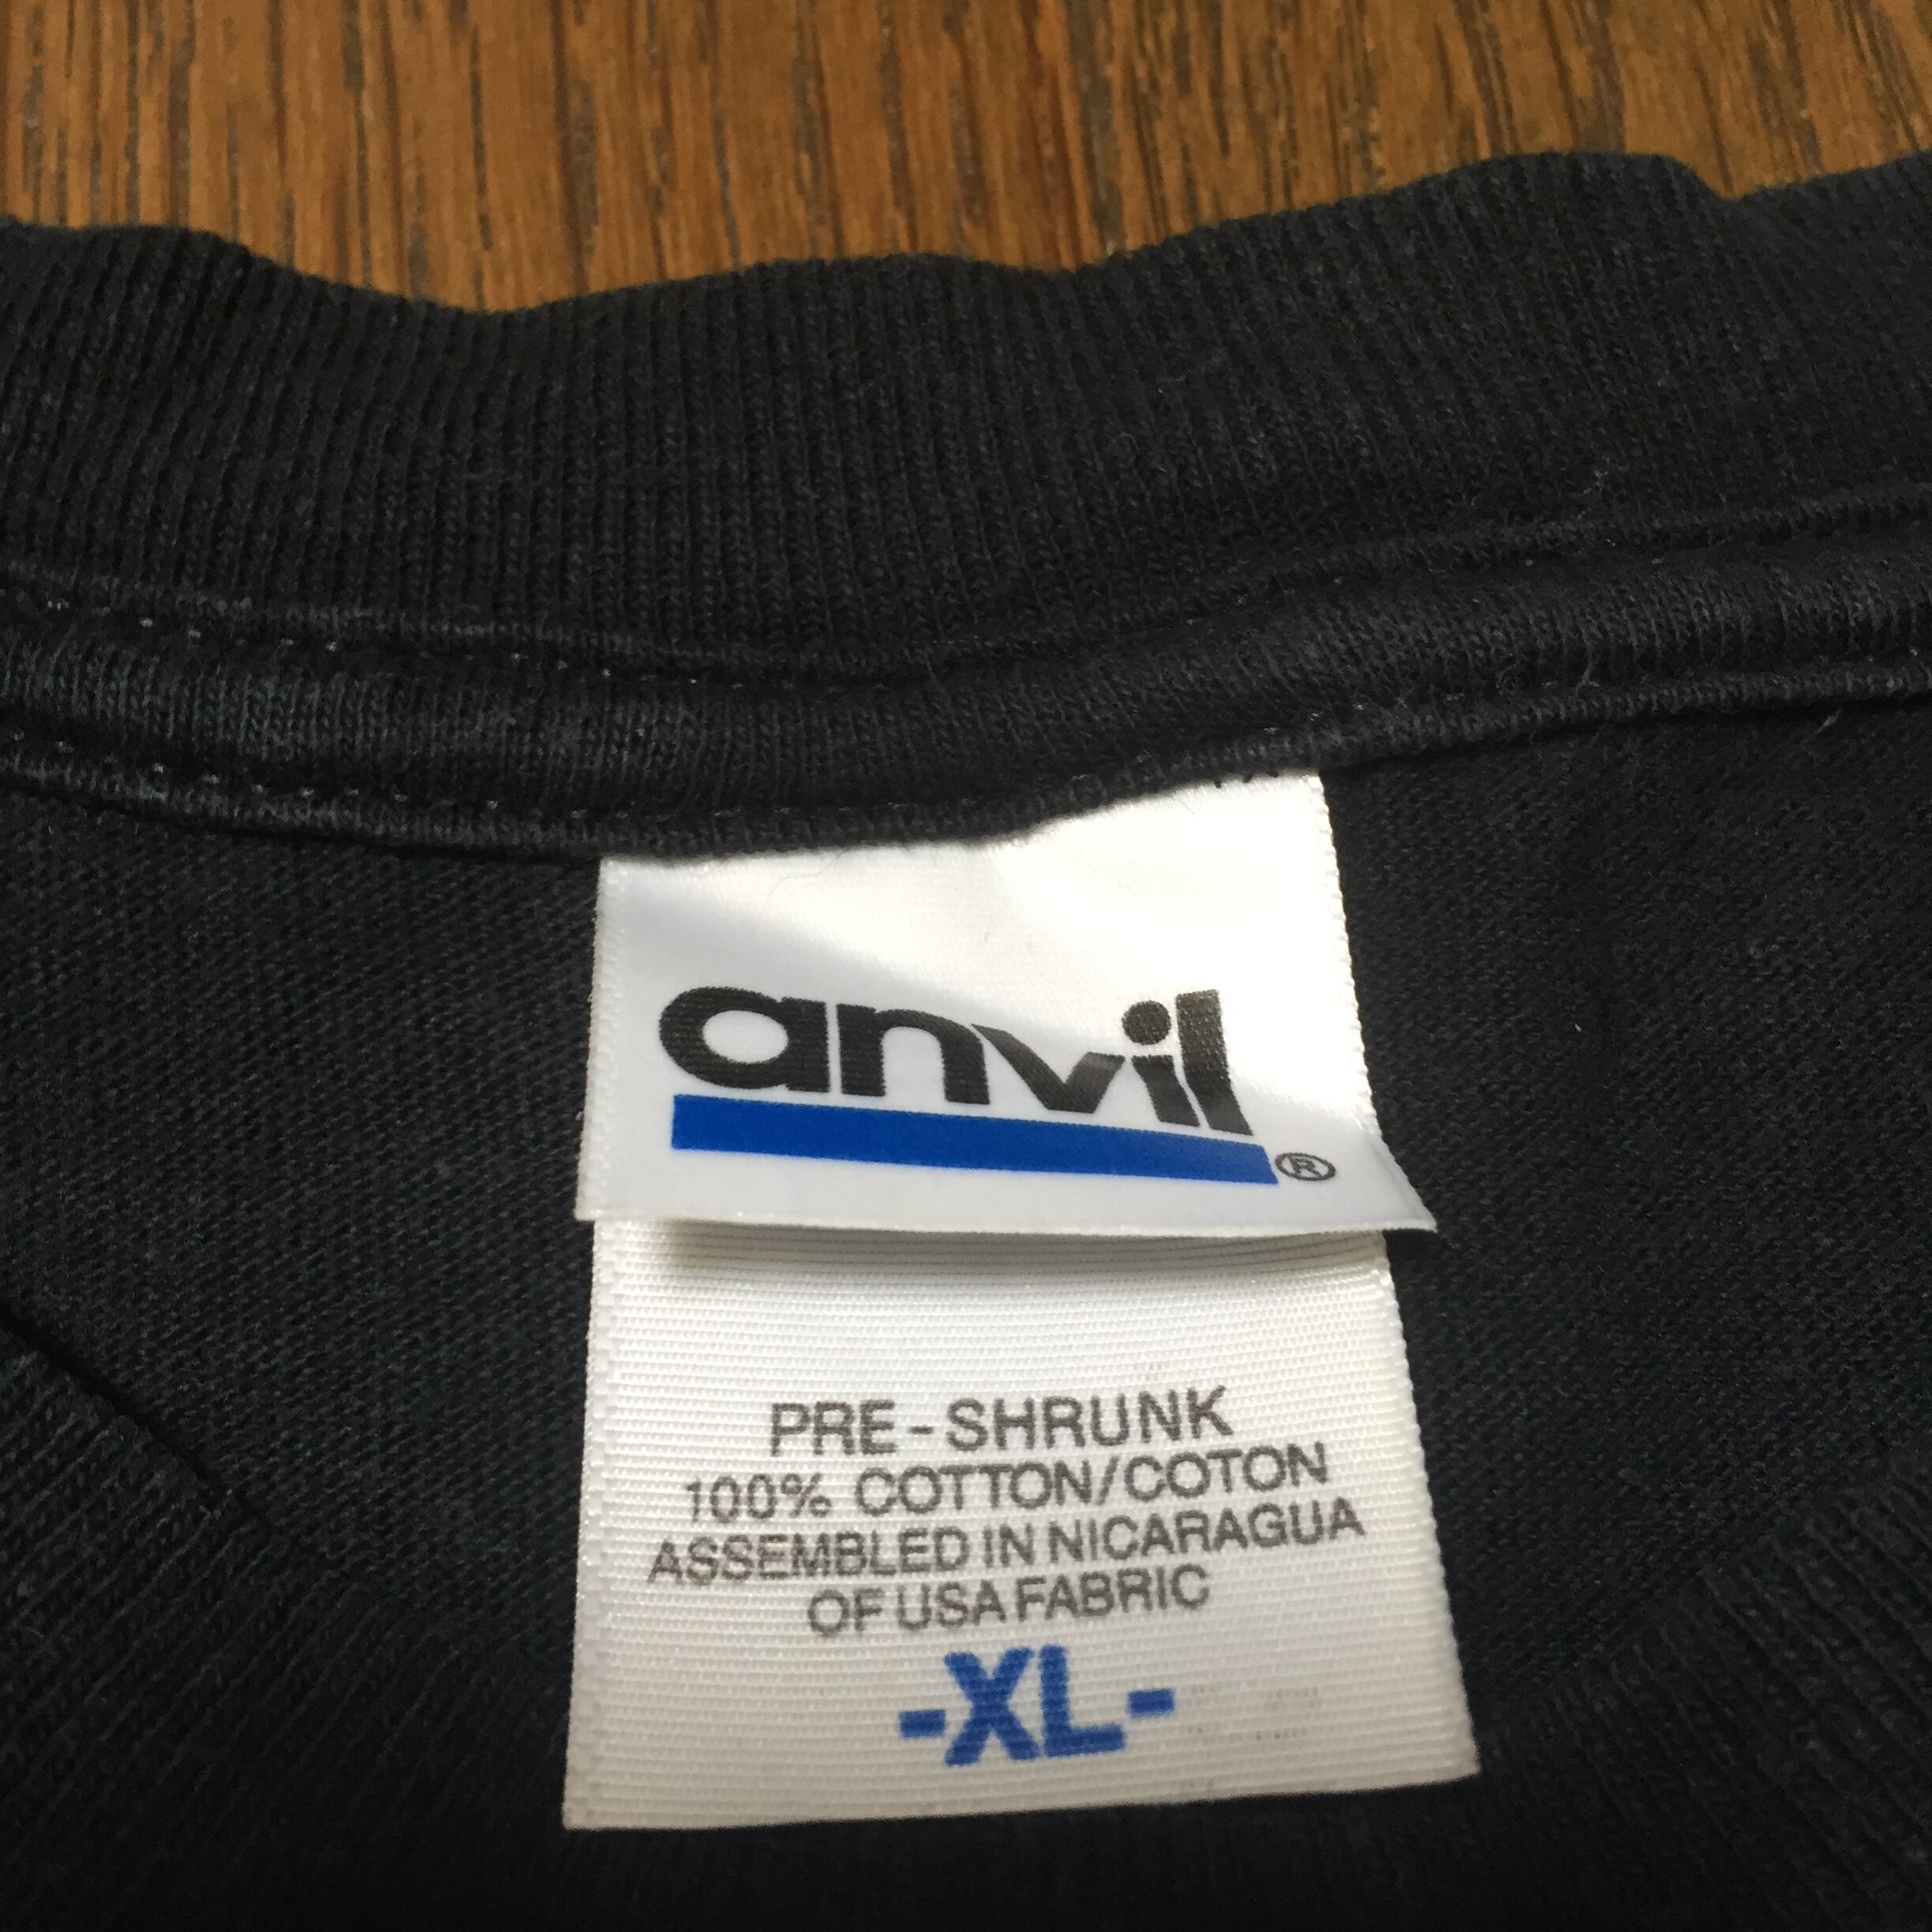 anvil®
PRE-SHRUNK
100% COTTON/COTON
ASSEMBLED IN NICARAGUA
OF USA FABRIC
-XL-